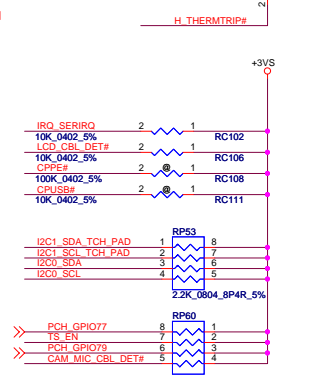 2
H_THERMTRIP#
+3VS
IRQ_SERIRQ 2 1
10K_0402_5% RC102
LCD_CBL_DET# 2 1
10K_0402_5% RC106
CPPE# 2 @ 1
100K_0402_5% RC108
CPUSB# 2 @ 1
10K_0402_5% RC111
RP53
I2C1_SDA_TCH_PAD 1 8
I2C1_SCL_TCH_PAD 2 7
I2C0_SDA 3 6
I2C0_SCL 4 5
2.2K_0804_8P4R_5%
RP60
PCH_GPIO77 8 1
TS_EN 7 2
PCH_GPIO79 6 3
CAM_MIC_CBL_DET# 5 4